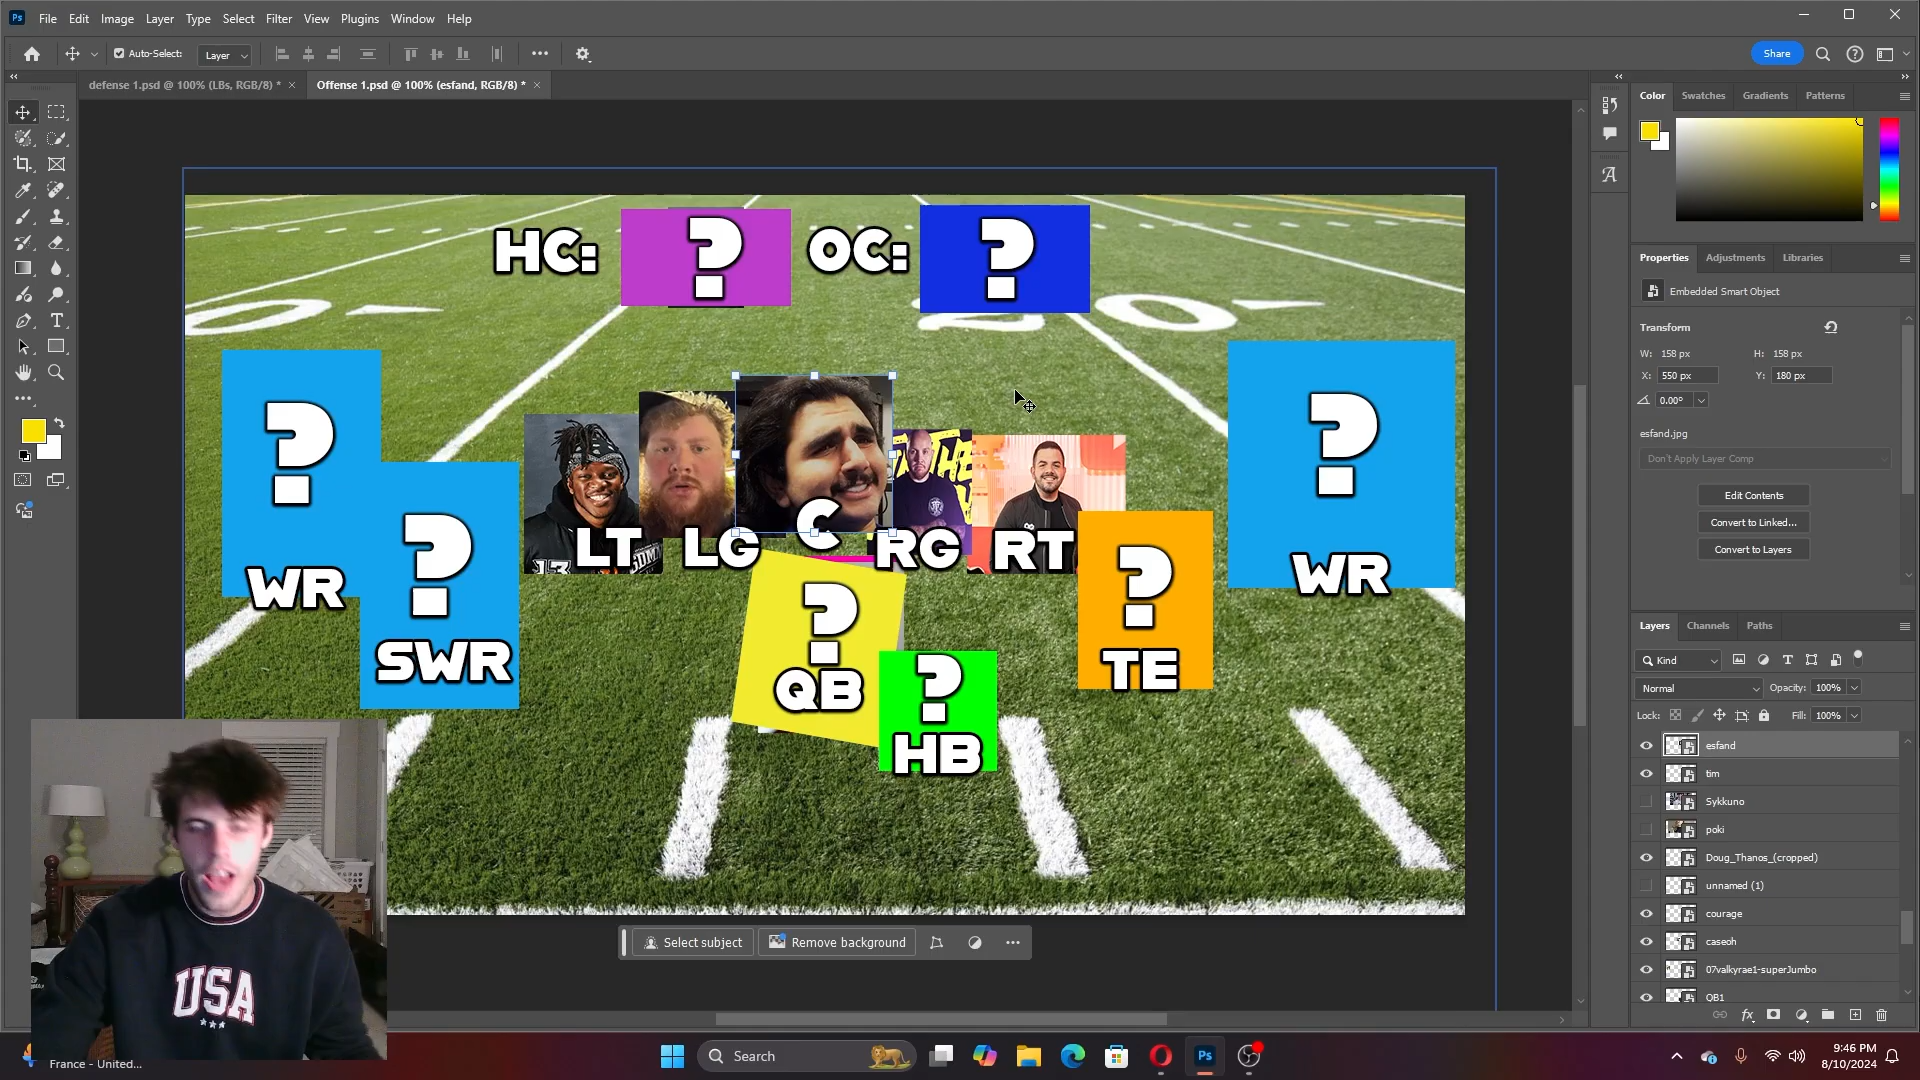 Ps File Edit Image Layer Type Select Filter View Plugins Window Help
Auto-Select: Layer Share
defense 1.psd @ 100% (LBs, RGB/8) * Offense 1.psd @ 100% (esfand, RGB/8) *
Color Swatches Gradients Patterns
Properties Adjustments Libraries
Embedded Smart Object
Transform
W: 158 px H: 158 px
X: 550 px Y: 180 px
0.00°
esfand.jpg
Don't Apply Layer Comp
Edit Contents
Convert to Linked...
Convert to Layers
Layers Channels Paths
Kind
Normal Opacity: 100%
Lock: Fill: 100%
esfand
tim
Sykkuno
poki
Doug_Thanos_(cropped)
unnamed (1)
courage
caseoh
07valkyrae1-superJumbo
QB1
HC: ? OC: ?
? ?
?
C
LT LG RG RT
WR ? ? WR
SWR QB ? TE
HB
13
USA
Select subject Remove background
France - United...
Search
Ps
9:46 PM
8/10/2024